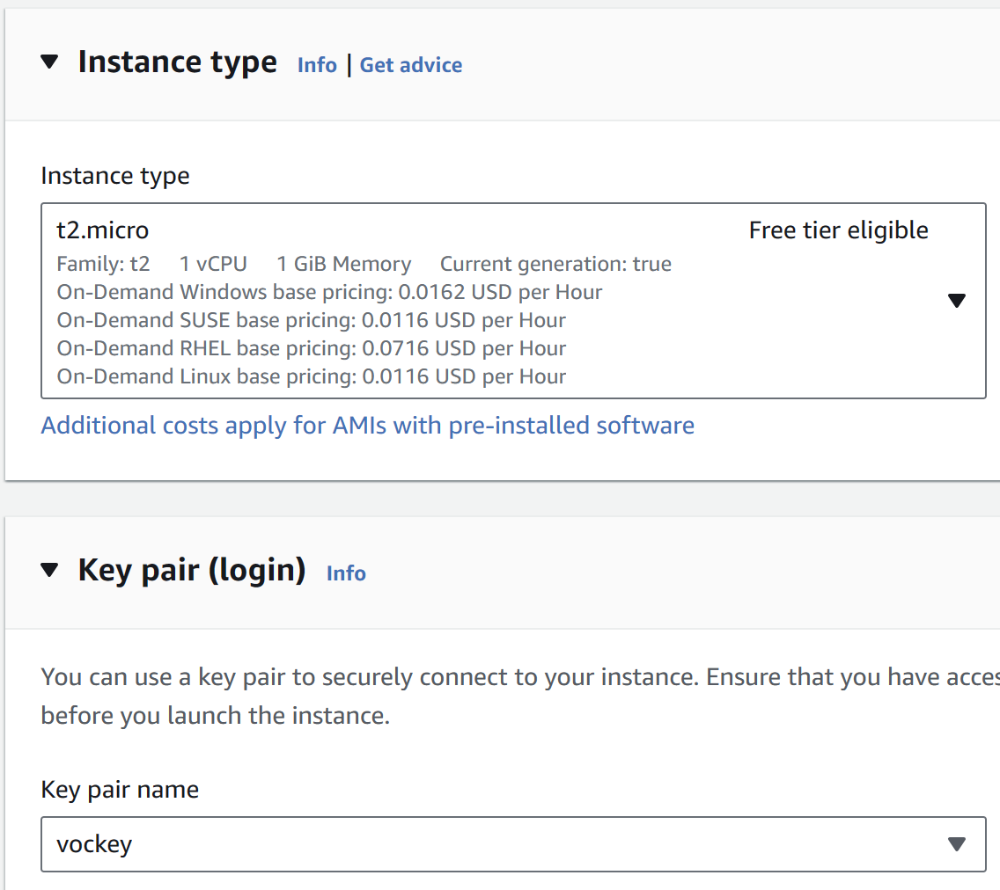 Instance type Info | Get advice
Instance type
t2.micro Free tier eligible
Family: t2 1 vCPU 1 GiB Memory Current generation: true
On-Demand Windows base pricing: 0.0162 USD per Hour
On-Demand SUSE base pricing: 0.0116 USD per Hour
On-Demand RHEL base pricing: 0.0716 USD per Hour
On-Demand Linux base pricing: 0.0116 USD per Hour
Additional costs apply for AMIs with pre-installed software
Key pair (login) Info
You can use a key pair to securely connect to your instance. Ensure that you have
before you launch the instance.
Key pair name
vockey